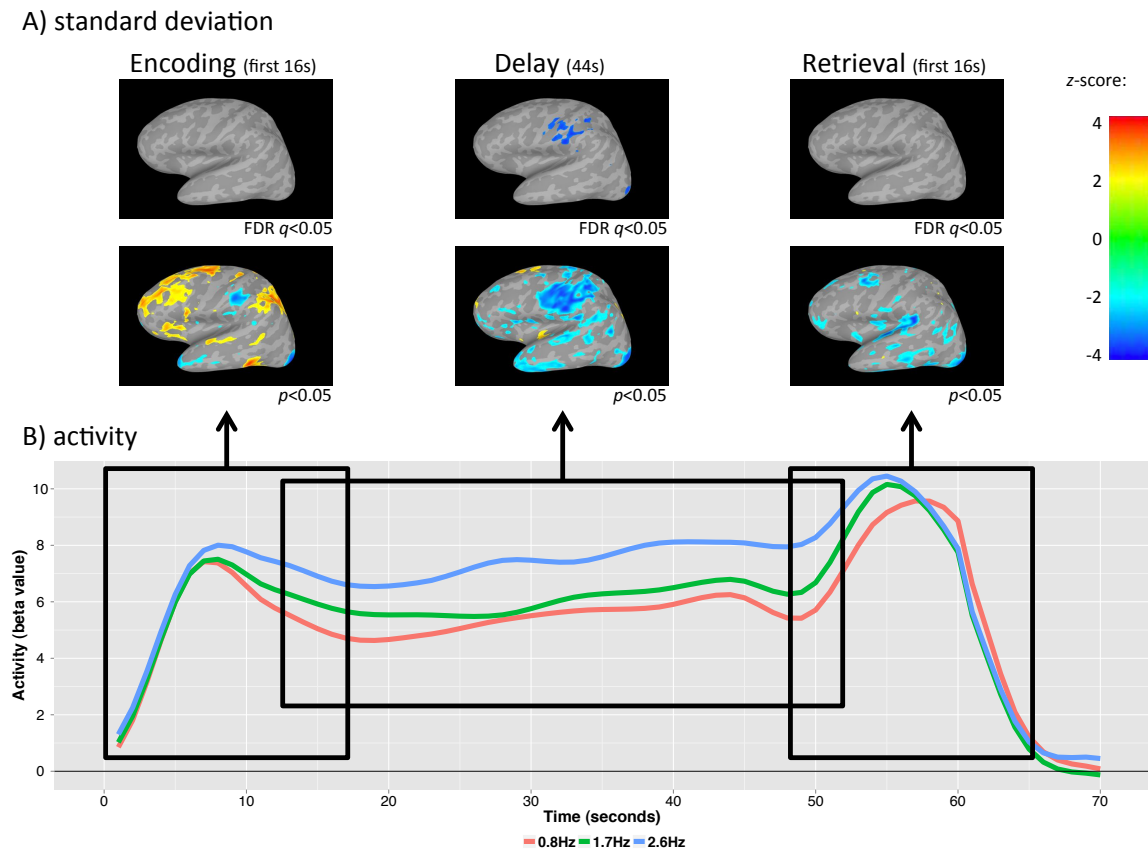 A) standard deviation
Encoding (first 16s)
Delay (44s)
Retrieval (first 16s)
z-score:
4
2
0
-2
-4
FDR q<0.05
FDR q<0.05
FDR q<0.05
p<0.05
p<0.05
p<0.05
B) activity
Activity (beta value)
10
8
6
4
2
0
0
10
20
30
40
50
60
70
Time (seconds)
0.8Hz
1.7Hz
2.6Hz